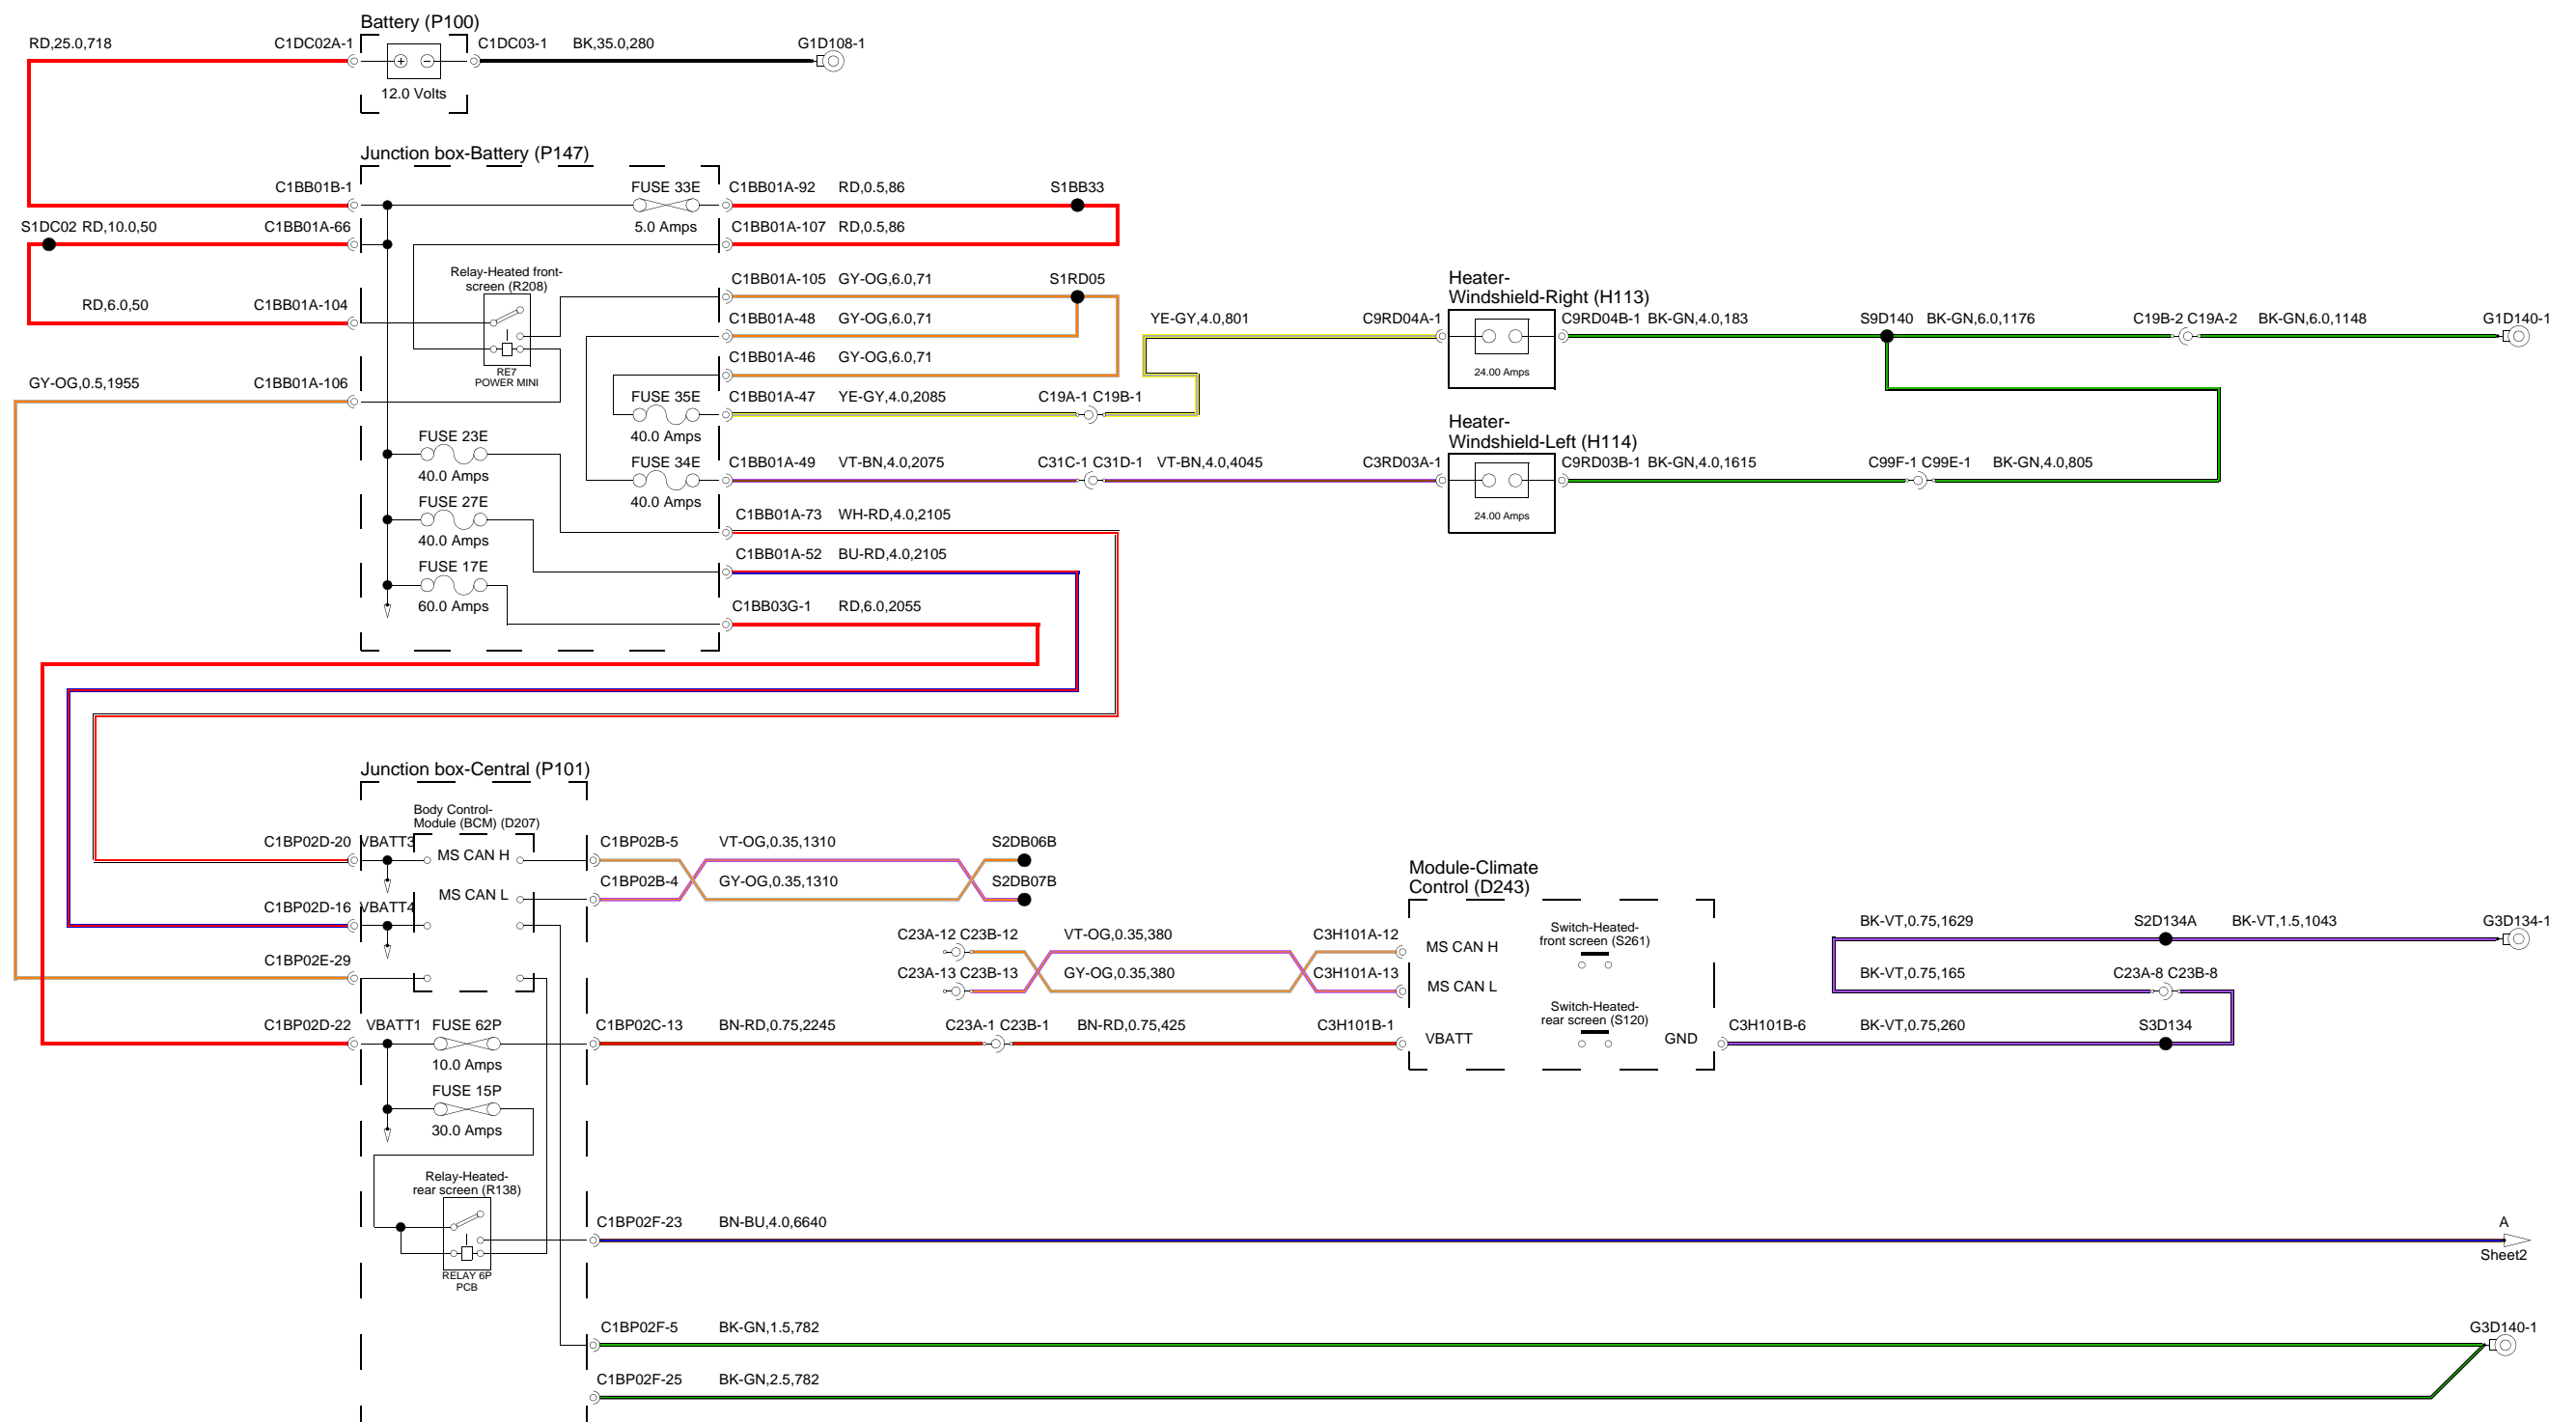 Battery (P100)
RD,25.0,718
C1DC02A-1
C1DC03-1
BK,35.0,280
G1D108-1
12.0 Volts
Junction box-Battery (P147)
C1BB01B-1
FUSE 33E
5.0 Amps
C1BB01A-92
RD,0.5,86
S1BB33
S1DC02
RD,10.0,50
C1BB01A-66
C1BB01A-107
RD,0.5,86
Relay-Heated front-
screen (R208)
RE7
POWER MINI
RD,6.0,50
C1BB01A-104
C1BB01A-105
GY-OG,6.0,71
S1RD05
C1BB01A-48
GY-OG,6.0,71
C1BB01A-46
GY-OG,6.0,71
GY-OG,0.5,1955
C1BB01A-106
FUSE 35E
40.0 Amps
C1BB01A-47
YE-GY,4.0,2085
C19A-1 C19B-1
YE-GY,4.0,801
C9RD04A-1
Heater-
Windshield-Right (H113)
24.00 Amps
C9RD04B-1
BK-GN,4.0,183
S9D140
BK-GN,6.0,1176
C19B-2 C19A-2
BK-GN,6.0,1148
G1D140-1
FUSE 23E
40.0 Amps
FUSE 34E
40.0 Amps
C1BB01A-49
VT-BN,4.0,2075
C31C-1 C31D-1
VT-BN,4.0,4045
C3RD03A-1
Heater-
Windshield-Left (H114)
24.00 Amps
C9RD03B-1
BK-GN,4.0,1615
C99F-1 C99E-1
BK-GN,4.0,805
FUSE 27E
40.0 Amps
C1BB01A-73
WH-RD,4.0,2105
C1BB01A-52
BU-RD,4.0,2105
FUSE 17E
60.0 Amps
C1BB03G-1
RD,6.0,2055
Junction box-Central (P101)
Body Control-
Module (BCM) (D207)
C1BP02D-20
VBATT3
MS CAN H
C1BP02B-5
VT-OG,0.35,1310
S2DB06B
MS CAN L
C1BP02B-4
GY-OG,0.35,1310
S2DB07B
C1BP02D-16
VBATT4
C1BP02E-29
C23A-12 C23B-12
VT-OG,0.35,380
C3H101A-12
C23A-13 C23B-13
GY-OG,0.35,380
C3H101A-13
Module-Climate
Control (D243)
MS CAN H
MS CAN L
VBATT
GND
Switch-Heated-
front screen (S261)
Switch-Heated-
rear screen (S120)
BK-VT,0.75,1629
S2D134A
BK-VT,1.5,1043
G3D134-1
BK-VT,0.75,165
C23A-8 C23B-8
C3H101B-6
BK-VT,0.75,260
S3D134
C1BP02D-22
VBATT1
FUSE 62P
10.0 Amps
C1BP02C-13
BN-RD,0.75,2245
C23A-1 C23B-1
BN-RD,0.75,425
C3H101B-1
FUSE 15P
30.0 Amps
Relay-Heated-
rear screen (R138)
RELAY 6P
PCB
C1BP02F-23
BN-BU,4.0,6640
A
Sheet2
C1BP02F-5
BK-GN,1.5,782
G3D140-1
C1BP02F-25
BK-GN,2.5,782